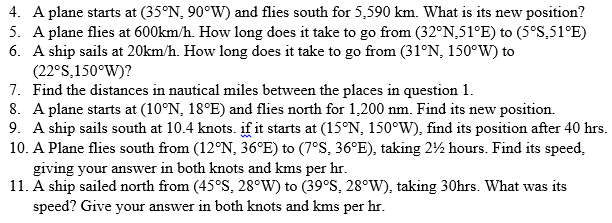 4. A plane starts at (35°N, 90°W) and flies south for 5,590 km. What is its new position?
5. A plane flies at 600km/h. How long does it take to go from (32°N,51°E) to (5°S,51°E)
6. A ship sails at 20km/h. How long does it take to go from (31°N, 150°W) to
(22°S,150°W)?
7. Find the distances in nautical miles between the places in question 1.
8. A plane starts at (10°N, 18°E) and flies north for 1,200 nm. Find its new position.
9. A ship sails south at 10.4 knots. if it starts at (15°N, 150°W), find its position after 40 hrs.
10. A Plane flies south from (12°N, 36°E) to (7°S, 36°E), taking 2½ hours. Find its speed,
giving your answer in both knots and kms per hr.
11. A ship sailed north from (45°S, 28°W) to (39°S, 28°W), taking 30hrs. What was its
speed? Give your answer in both knots and kms per hr.